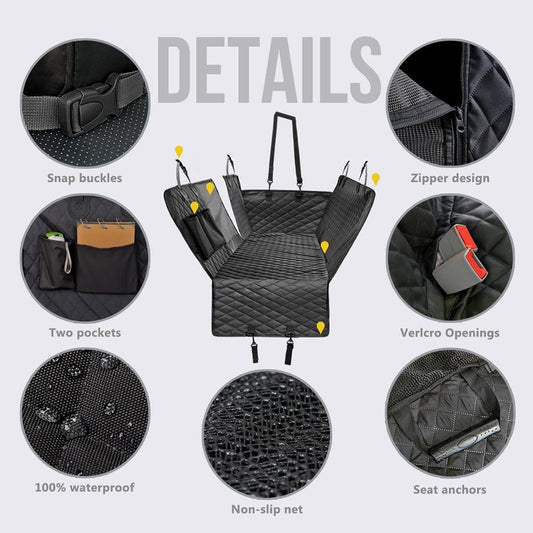 DETAILS
Snap buckles
Zipper design
Two pockets
Verlcro Openings
100% waterproof
Non-slip net
Seat anchors